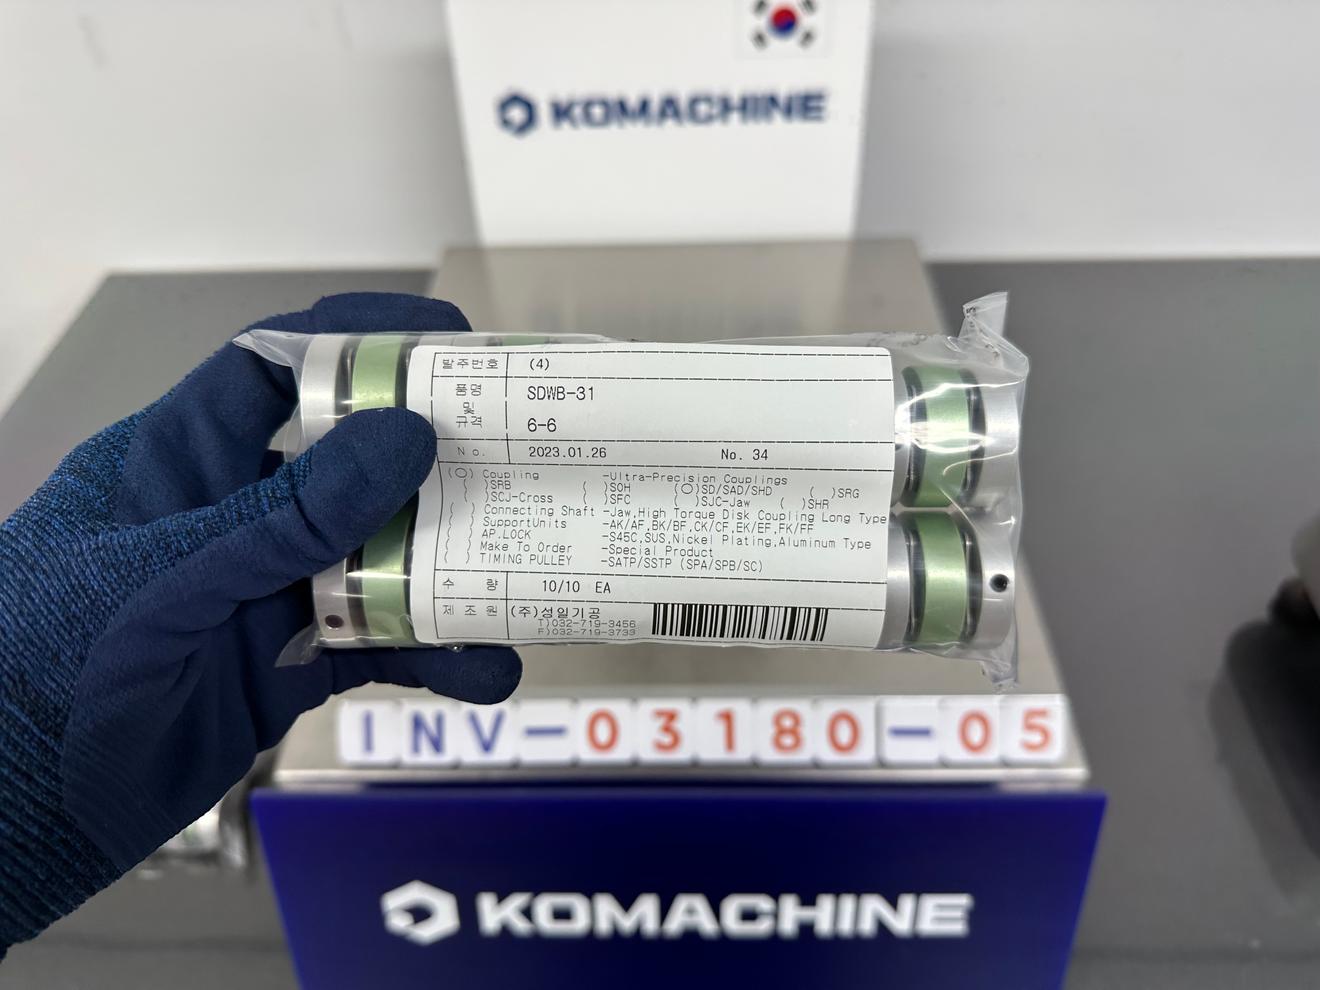 KOMACHINE
발주번호 (4)
품명 및 규격 SDWB-31
6-6
No. 2023.01.26 No. 34
(○) Coupling -Ultra-Precision Couplings
( )SRB ( )SOH (○)SD/SAD/SHD ( )SRG
( )SCJ-Cross ( )SFC ( )SJC-Jaw ( )SHR
( ) Connecting Shaft -Jaw,High Torque Disk Coupling Long Type
( ) SupportUnits -AK/AF,BK/BF,CK/CF,EK/EF,FK/FF
( ) AP.LOCK -S45C,SUS,Nickel Plating,Aluminum Type
( ) Make To Order -Special Product
( ) TIMING PULLEY -SATP/SSTP (SPA/SPB/SC)
수 량 10/10 EA
제 조 원 (주)성일기공
T)032-719-3456
F)032-719-3733
INV-03180-05
KOMACHINE